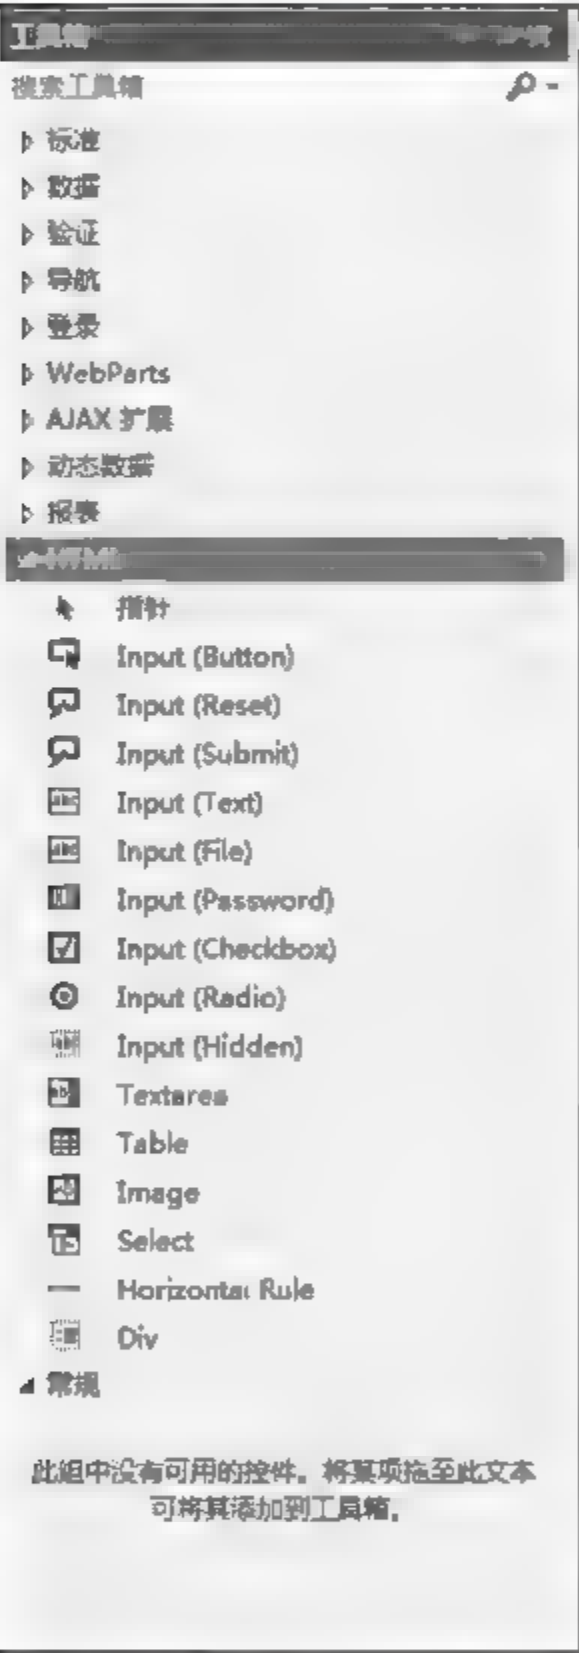 工具箱
搜索工具箱
标准
数据
验证
导航
登录
WebParts
AJAX 扩展
动态数据
报表
HTML
指针
Input (Button)
Input (Reset)
Input (Submit)
Input (Text)
Input (File)
Input (Password)
Input (Checkbox)
Input (Radio)
Input (Hidden)
Textarea
Table
Image
Select
Horizontal Rule
Div
常规
此组中没有可用的控件。将某项拖至此文本
可将其添加到工具箱。